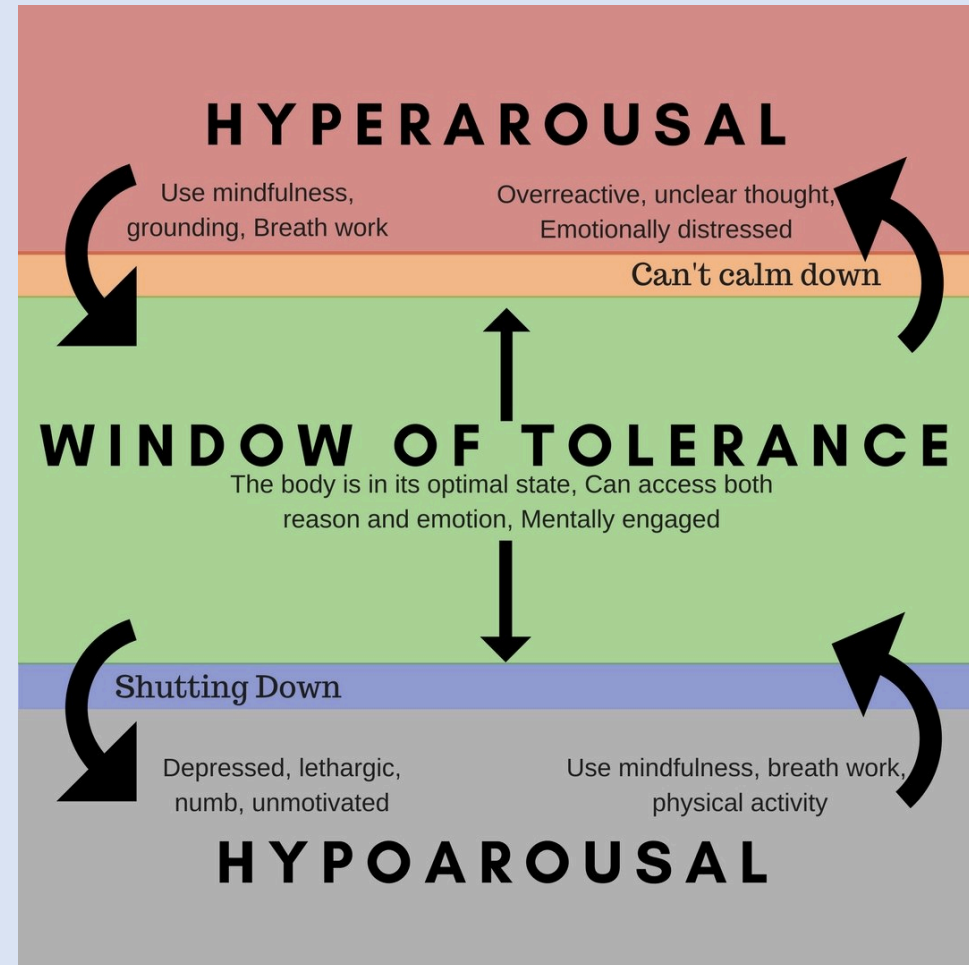 HYPERAROUSAL
Use mindfulness,
grounding, Breath work
Overreactive, unclear thought,
Emotionally distressed
Can't calm down
WINDOW OF TOLERANCE
The body is in its optimal state, Can access both
reason and emotion, Mentally engaged
Shutting Down
Depressed, lethargic,
numb, unmotivated
Use mindfulness, breath work,
physical activity
HYPOAROUSAL